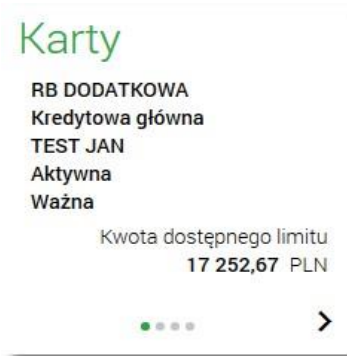 Karty
RB DODATKOWA
Kredytowa główna
TEST JAN
Aktywna
Ważna
Kwota dostępnego limitu
17 252,67 PLN